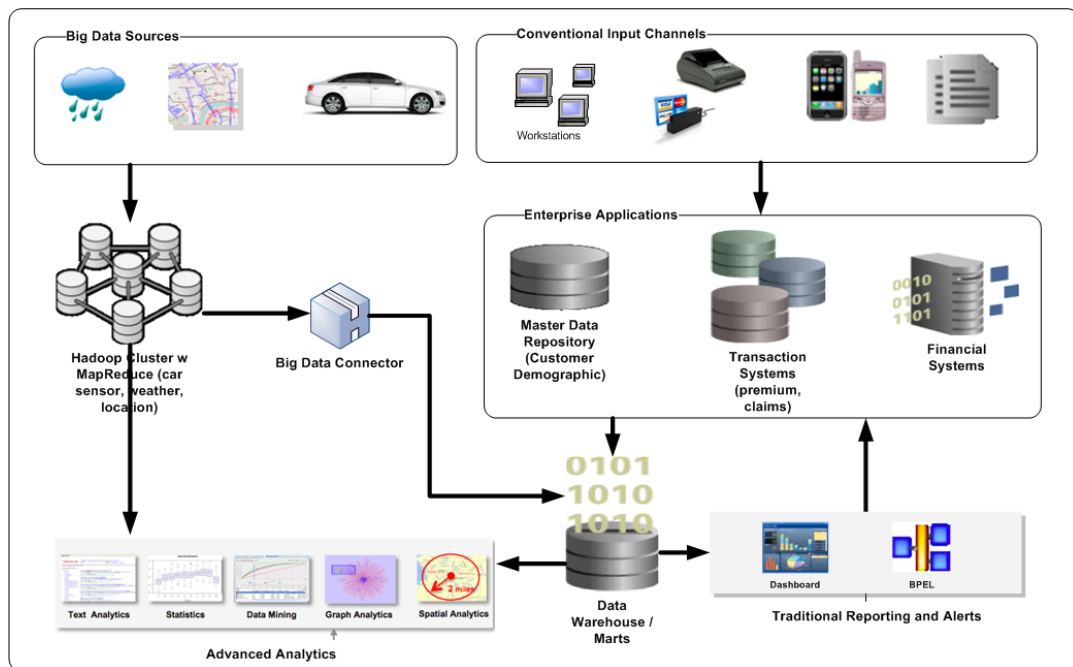 Big Data Sources
Conventional Input Channels
Workstations
VISA
Enterprise Applications
0010
0101
1101
Master Data
Repository
(Customer
Demographic)
Transaction
Systems
(premium,
claims)
Financial
Systems
Hadoop Cluster w
MapReduce (car
sensor, weather,
location)
Big Data Connector
0101
1010
1010
Text Analytics
Statistics
Data Mining
Graph Analytics
2 miles
Spatial Analytics
Data
Warehouse /
Marts
Dashboard
BPEL
Traditional Reporting and Alerts
Advanced Analytics